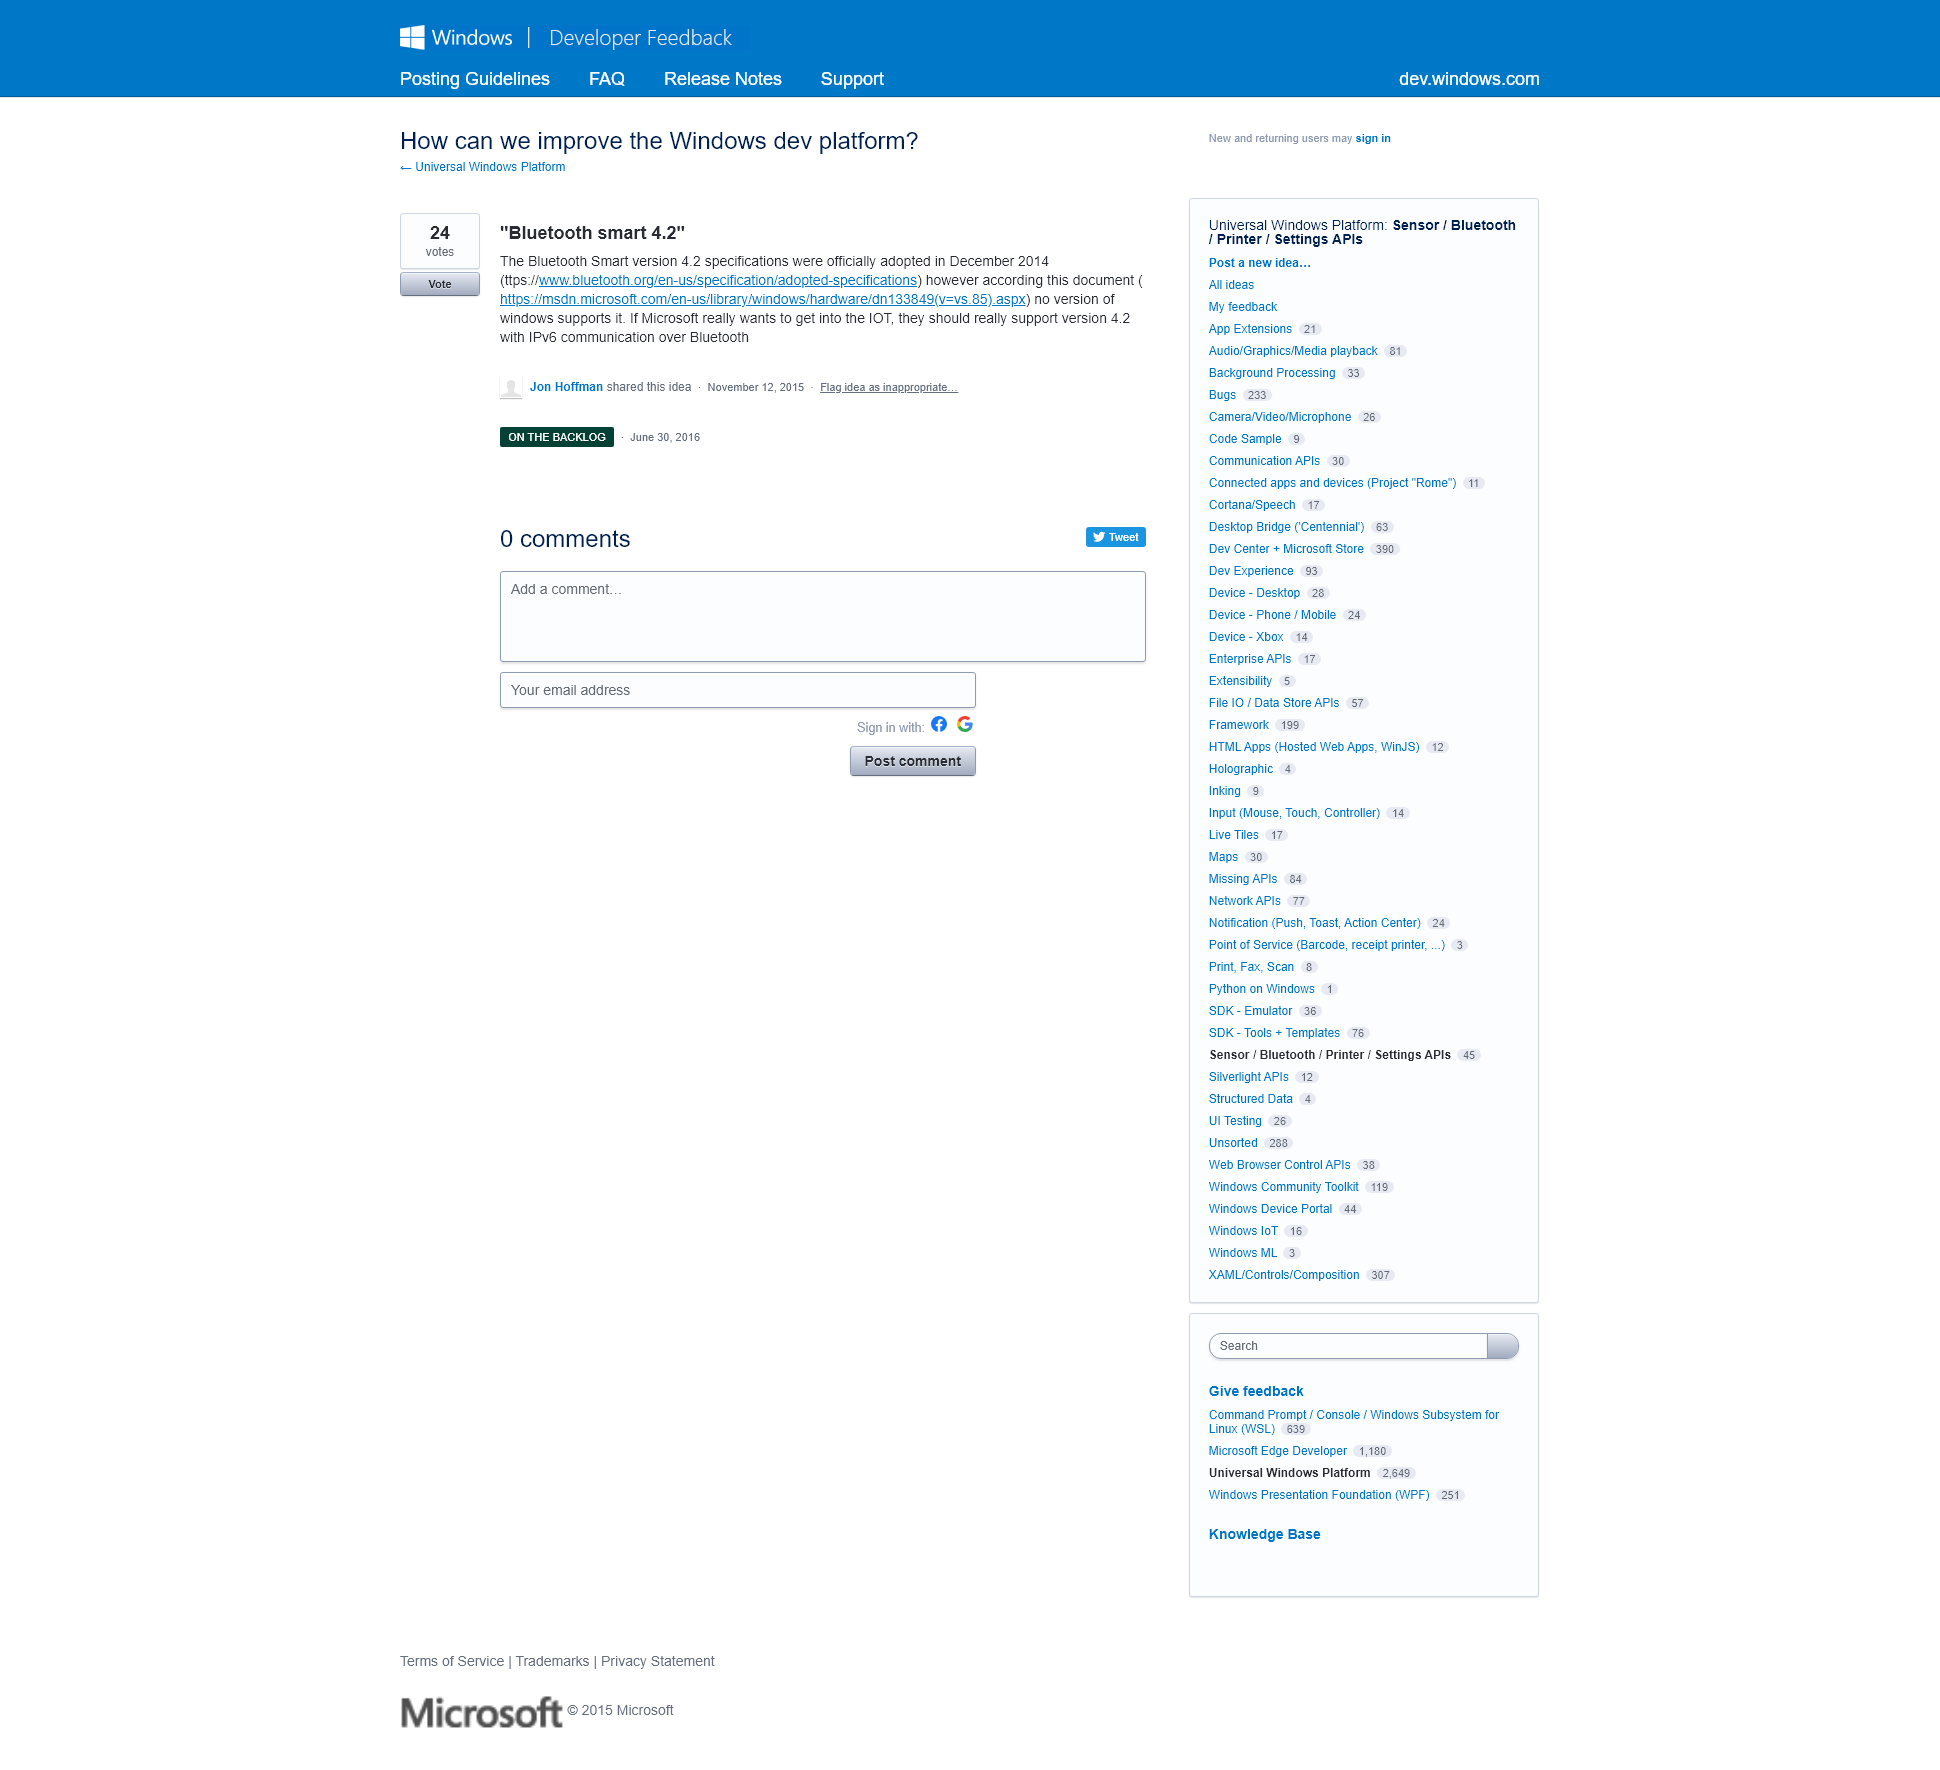 Windows | Developer Feedback
Posting Guidelines FAQ Release Notes Support dev.windows.com
How can we improve the Windows dev platform?
← Universal Windows Platform
New and returning users may sign in
24
votes
Vote
"Bluetooth smart 4.2"
The Bluetooth Smart version 4.2 specifications were officially adopted in December 2014
(ttps://www.bluetooth.org/en-us/specification/adopted-specifications) however according this document (
https://msdn.microsoft.com/en-us/library/windows/hardware/dn133849(v=vs.85).aspx) no version of
windows supports it. If Microsoft really wants to get into the IOT, they should really support version 4.2
with IPv6 communication over Bluetooth
Jon Hoffman shared this idea · November 12, 2015 · Flag idea as inappropriate…
ON THE BACKLOG · June 30, 2016
0 comments
Tweet
Add a comment…
Your email address
Sign in with:
Post comment
Universal Windows Platform: Sensor / Bluetooth
/ Printer / Settings APIs
Post a new idea…
All ideas
My feedback
App Extensions 21
Audio/Graphics/Media playback 81
Background Processing 33
Bugs 233
Camera/Video/Microphone 26
Code Sample 9
Communication APIs 30
Connected apps and devices (Project "Rome") 11
Cortana/Speech 17
Desktop Bridge ('Centennial') 63
Dev Center + Microsoft Store 390
Dev Experience 93
Device - Desktop 28
Device - Phone / Mobile 24
Device - Xbox 14
Enterprise APIs 17
Extensibility 5
File IO / Data Store APIs 57
Framework 199
HTML Apps (Hosted Web Apps, WinJS) 12
Holographic 4
Inking 9
Input (Mouse, Touch, Controller) 14
Live Tiles 17
Maps 30
Missing APIs 84
Network APIs 77
Notification (Push, Toast, Action Center) 24
Point of Service (Barcode, receipt printer, ...) 3
Print, Fax, Scan 8
Python on Windows 1
SDK - Emulator 36
SDK - Tools + Templates 76
Sensor / Bluetooth / Printer / Settings APIs 45
Silverlight APIs 12
Structured Data 4
UI Testing 26
Unsorted 288
Web Browser Control APIs 38
Windows Community Toolkit 119
Windows Device Portal 44
Windows IoT 16
Windows ML 3
XAML/Controls/Composition 307
Search
Give feedback
Command Prompt / Console / Windows Subsystem for
Linux (WSL) 639
Microsoft Edge Developer 1,180
Universal Windows Platform 2,649
Windows Presentation Foundation (WPF) 251
Knowledge Base
Terms of Service | Trademarks | Privacy Statement
Microsoft © 2015 Microsoft